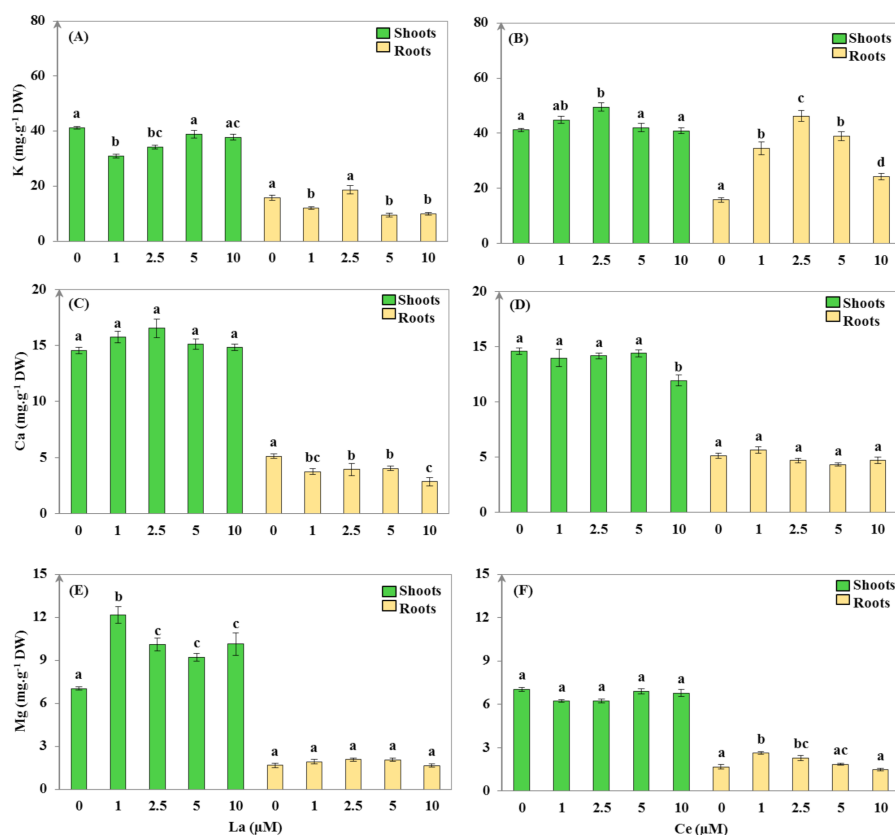 (A)
Shoots
Roots
K (mg.g⁻¹ DW)
80
60
40
20
0
a b bc a ac a b a b b
0 1 2.5 5 10 0 1 2.5 5 10
(B)
Shoots
Roots
80
60
40
20
0
a ab b a a a b c b d
0 1 2.5 5 10 0 1 2.5 5 10
(C)
Shoots
Roots
Ca (mg.g⁻¹ DW)
20
15
10
5
0
a a a a a a bc b b c
0 1 2.5 5 10 0 1 2.5 5 10
(D)
Shoots
Roots
20
15
10
5
0
a a a a b a a a a a
0 1 2.5 5 10 0 1 2.5 5 10
(E)
Shoots
Roots
Mg (mg.g⁻¹ DW)
15
12
9
6
3
0
a b c c c a a a a a
0 1 2.5 5 10 0 1 2.5 5 10
La (µM)
(F)
Shoots
Roots
15
12
9
6
3
0
a a a a a a b bc ac a
0 1 2.5 5 10 0 1 2.5 5 10
Ce (µM)